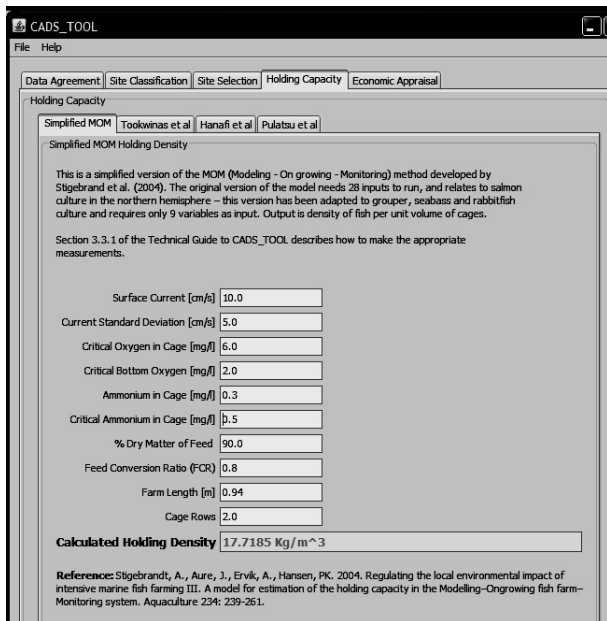 CADS_TOOL
File Help
Data Agreement Site Classification Site Selection Holding Capacity Economic Appraisal
Holding Capacity
Simplified MOM Tookwinas et al Hanafi et al Pulatsu et al
Simplified MOM Holding Density
This is a simplified version of the MOM (Modeling - On growing - Monitoring) method developed by
Stigebrand et al. (2004). The original version of the model needs 28 inputs to run, and relates to salmon
culture in the northern hemisphere – this version has been adapted to grouper, seabass and rabbitfish
culture and requires only 9 variables as input. Output is density of fish per unit volume of cages.
Section 3.3.1 of the Technical Guide to CADS_TOOL describes how to make the appropriate
measurements.
Surface Current [cm/s] 10.0
Current Standard Deviation [cm/s] 5.0
Critical Oxygen in Cage [mg/l] 6.0
Critical Bottom Oxygen [mg/l] 2.0
Ammonium in Cage [mg/l] 0.3
Critical Ammonium in Cage [mg/l] 0.5
% Dry Matter of Feed 90.0
Feed Conversion Ratio (FCR) 0.8
Farm Length [m] 0.94
Cage Rows 2.0
Calculated Holding Density 17.7185 Kg/m^3
Reference: Stigebrandt, A., Aure, J., Ervik, A., Hansen, PK. 2004. Regulating the local environmental impact of
intensive marine fish farming III. A model for estimation of the holding capacity in the Modelling–Ongrowing fish farm–
Monitoring system. Aquaculture 234: 239-261.